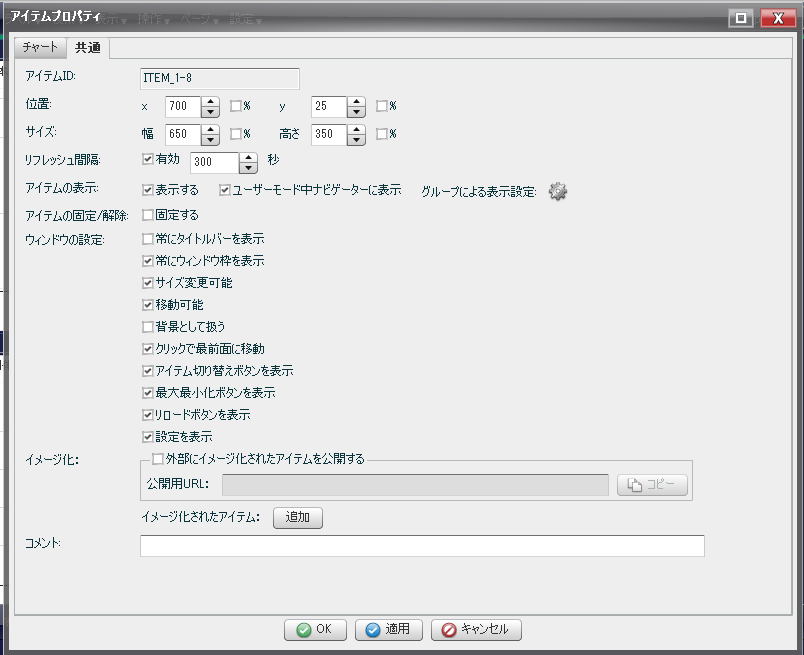 アイテムプロパティ 表示 操作 ページ 設定
チャート 共通
アイテムID: ITEM_1-8
位置: x 700 % y 25 %
サイズ: 幅 650 % 高さ 350 %
リフレッシュ間隔: 有効 300 秒
アイテムの表示: 表示する ユーザーモード中ナビゲーターに表示 グループによる表示設定:
アイテムの固定/解除: 固定する
ウィンドウの設定: 常にタイトルバーを表示
常にウィンドウ枠を表示
サイズ変更可能
移動可能
背景として扱う
クリックで最前面に移動
アイテム切り替えボタンを表示
最大最小化ボタンを表示
リロードボタンを表示
設定を表示
イメージ化: 外部にイメージ化されたアイテムを公開する
公開用URL: コピー
イメージ化されたアイテム: 追加
コメント:
OK 適用 キャンセル